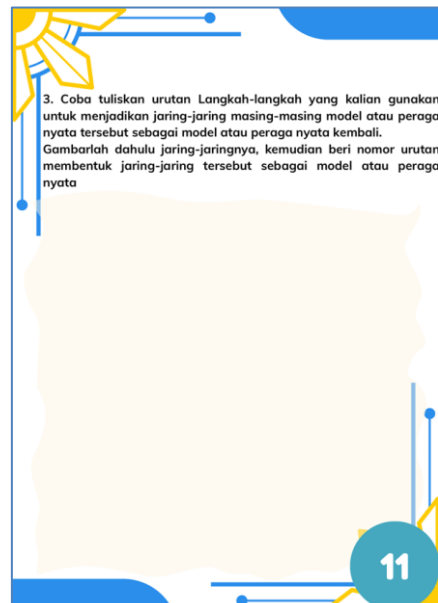 3. Coba tuliskan urutan Langkah-langkah yang kalian gunakan
untuk menjadikan jaring-jaring masing-masing model atau peraga
nyata tersebut sebagai model atau peraga nyata kembali.
Gambarlah dahulu jaring-jaringnya, kemudian beri nomor urutan
membentuk jaring-jaring tersebut sebagai model atau peraga
nyata
11